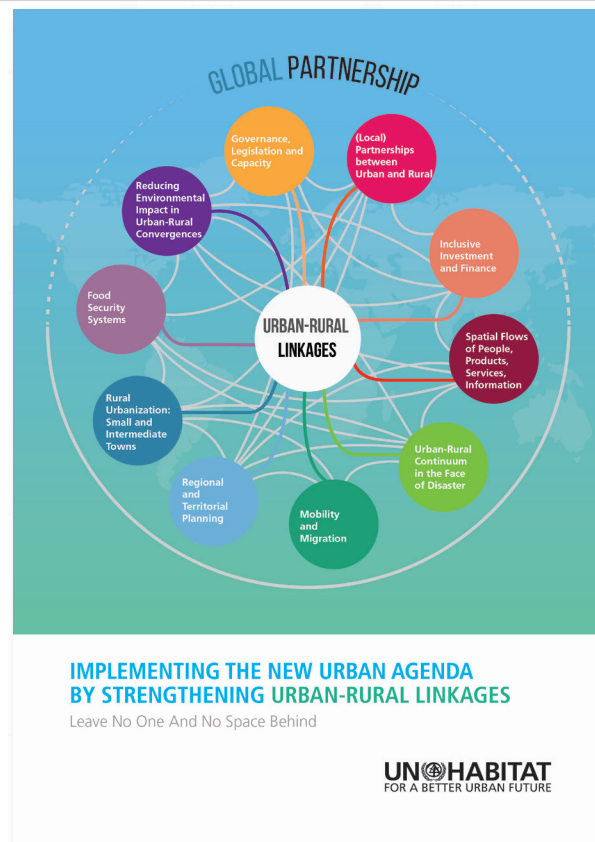 GLOBAL PARTNERSHIP
Governance,
Legislation and
Capacity
(Local)
Partnerships
between
Urban and Rural
Reducing
Environmental
Impact in
Urban-Rural
Convergences
Inclusive
Investment
and Finance
Food
Security
Systems
URBAN-RURAL
LINKAGES
Spatial Flows
of People,
Products,
Services,
Information
Rural
Urbanization:
Small and
Intermediate
Towns
Urban-Rural
Continuum
in the Face
of Disaster
Regional
and
Territorial
Planning
Mobility
and
Migration
IMPLEMENTING THE NEW URBAN AGENDA
BY STRENGTHENING URBAN-RURAL LINKAGES
Leave No One And No Space Behind
UN HABITAT
FOR A BETTER URBAN FUTURE